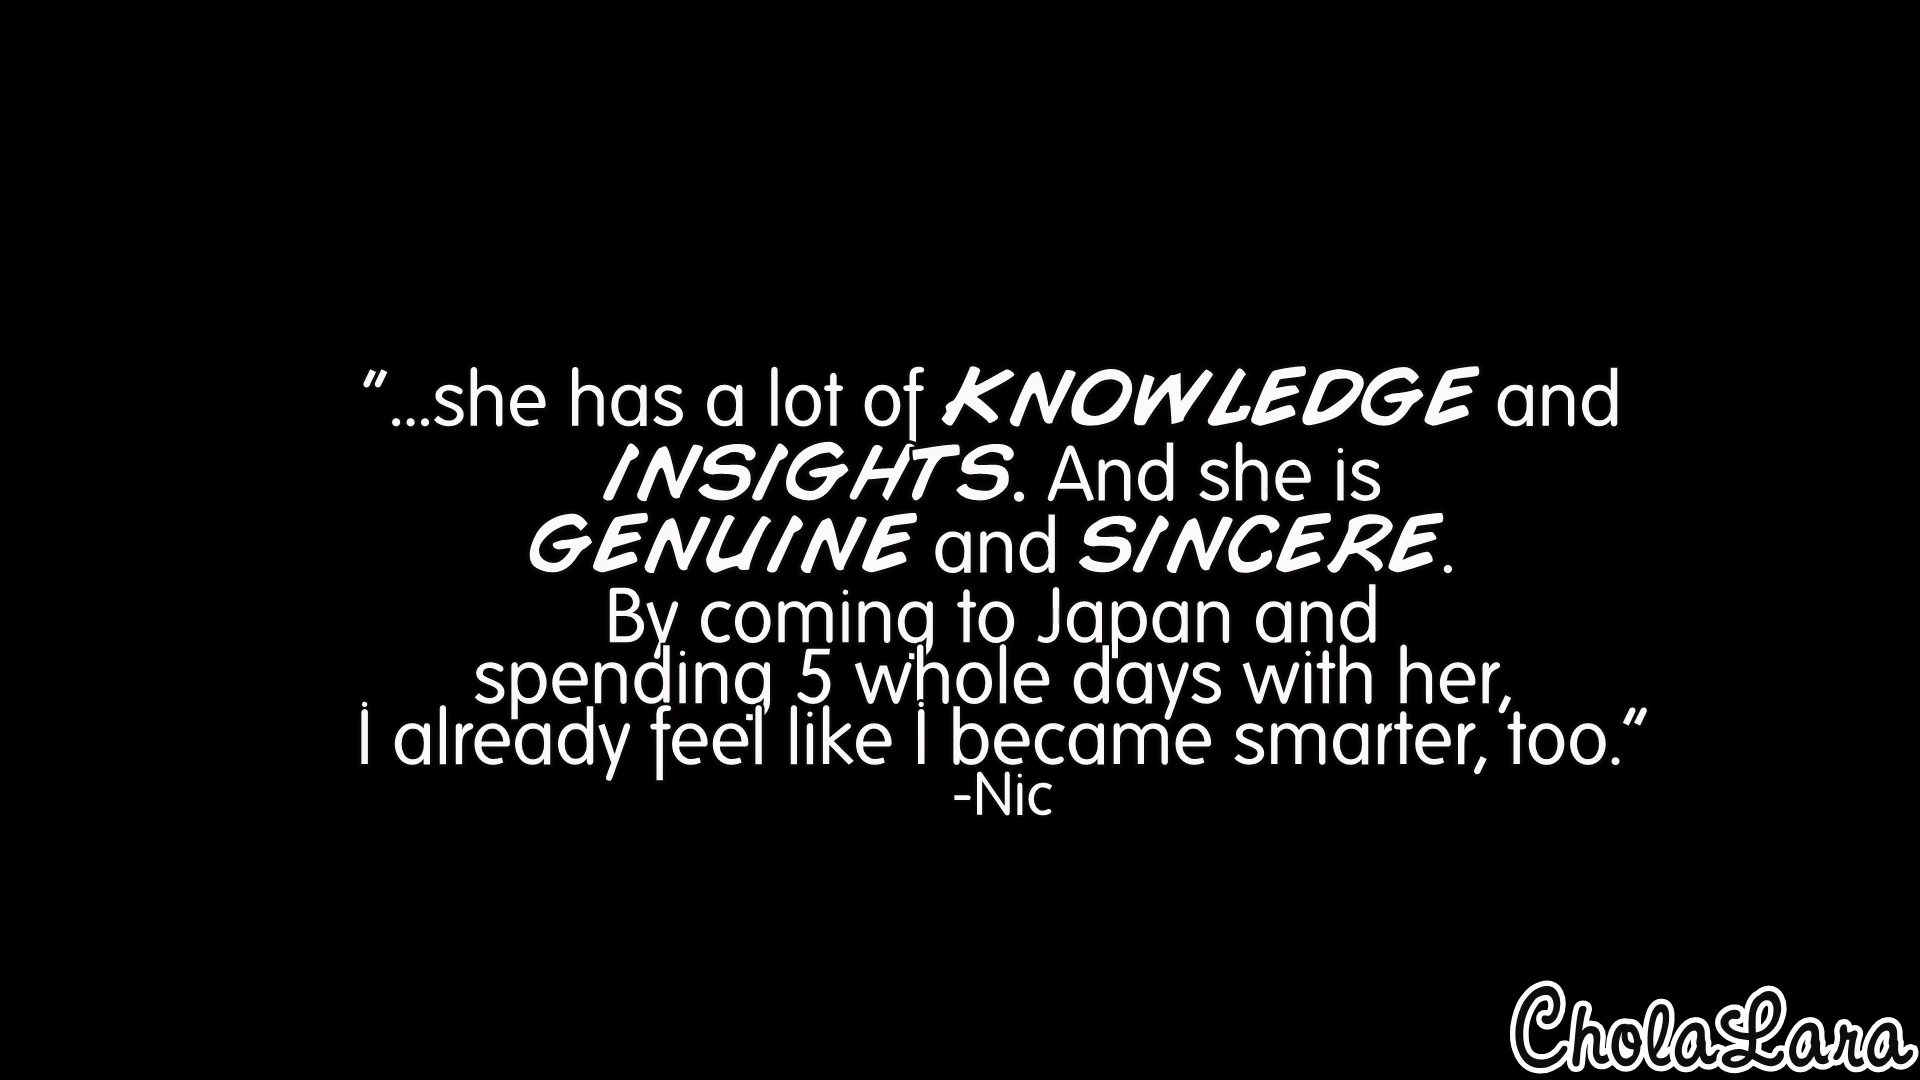 "...she has a lot of KNOWLEDGE and
INSIGHTS. And she is
GENUINE and SINCERE.
By coming to Japan and
spending 5 whole days with her,
I already feel like I became smarter, too."
-Nic
CholaLara